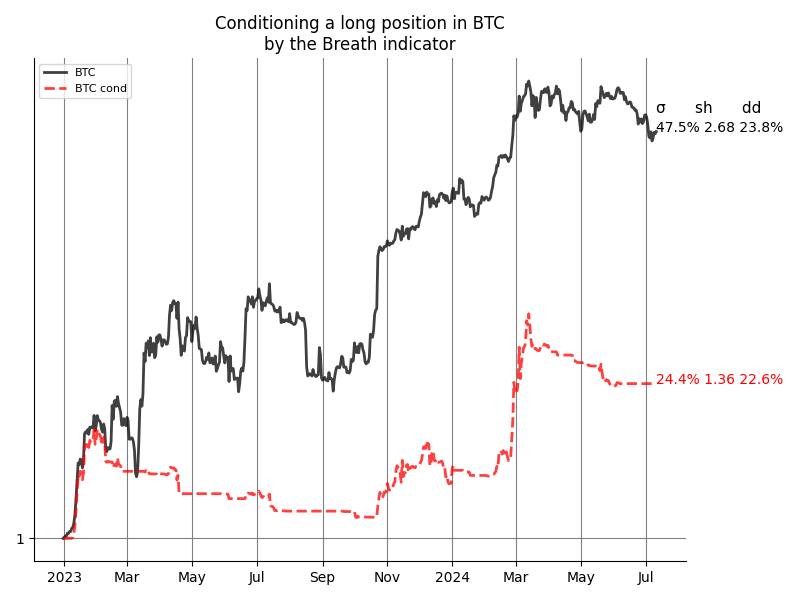 Conditioning a long position in BTC
by the Breath indicator
BTC
BTC cond
σ sh dd
47.5% 2.68 23.8%
24.4% 1.36 22.6%
1
2023 Mar May Jul Sep Nov 2024 Mar May Jul